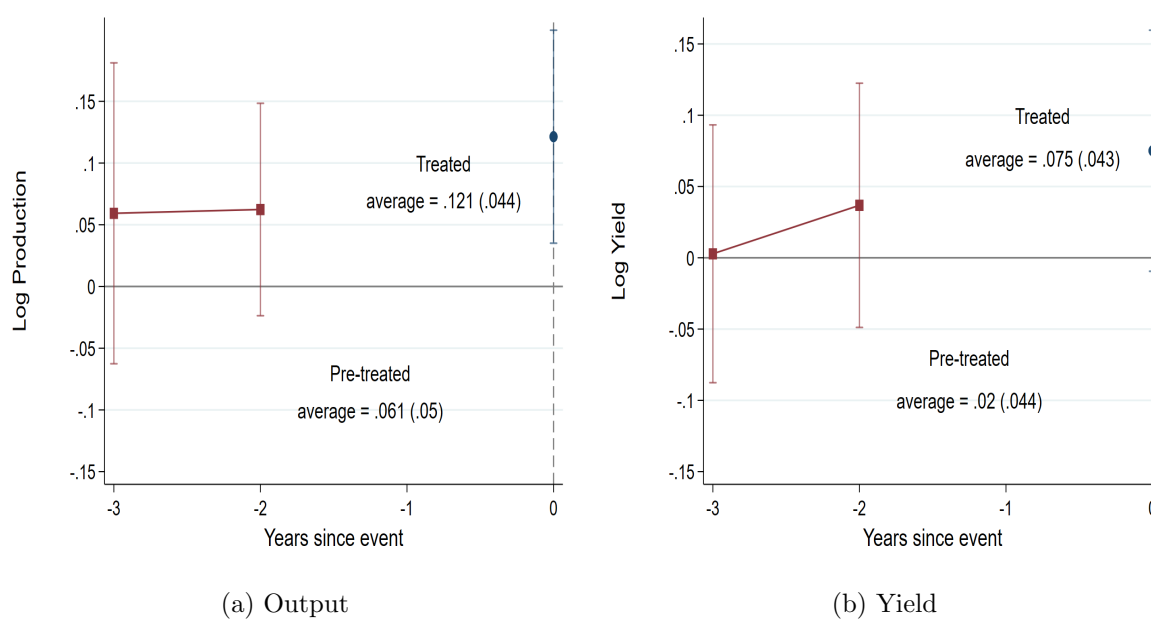 Log Production
.15
.1
.05
0
-.05
-.1
-.15
Treated
average = .121 (.044)
Pre-treated
average = .061 (.05)
-3 -2 -1 0
Years since event
(a) Output
Log Yield
.15
.1
.05
0
-.05
-.1
-.15
Treated
average = .075 (.043)
Pre-treated
average = .02 (.044)
-3 -2 -1 0
Years since event
(b) Yield